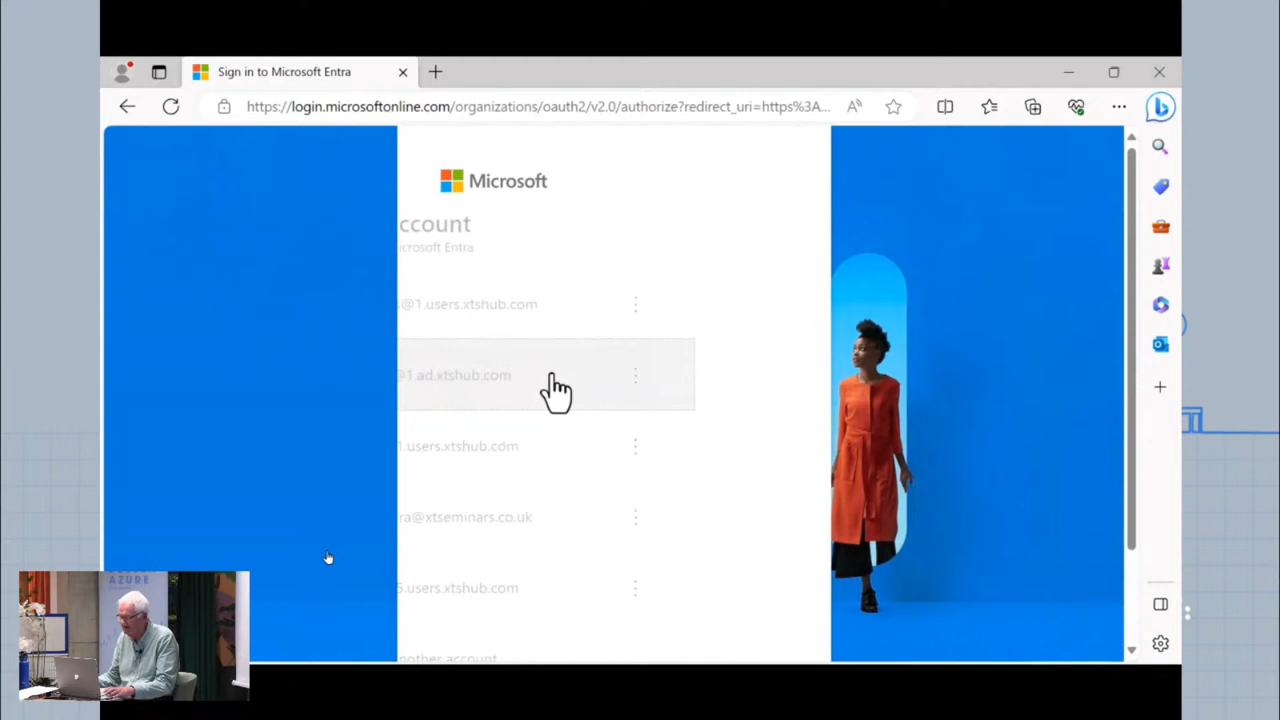 Sign in to Microsoft Entra
https://login.microsoftonline.com/organizations/oauth2/v2.0/authorize?redirect_uri=https%3A...
Microsoft
ccount
icrosoft Entra
s@1.users.xtshub.com
@1.ad.xtshub.com
1.users.xtshub.com
ra@xtseminars.co.uk
5.users.xtshub.com
nother account
AZURE